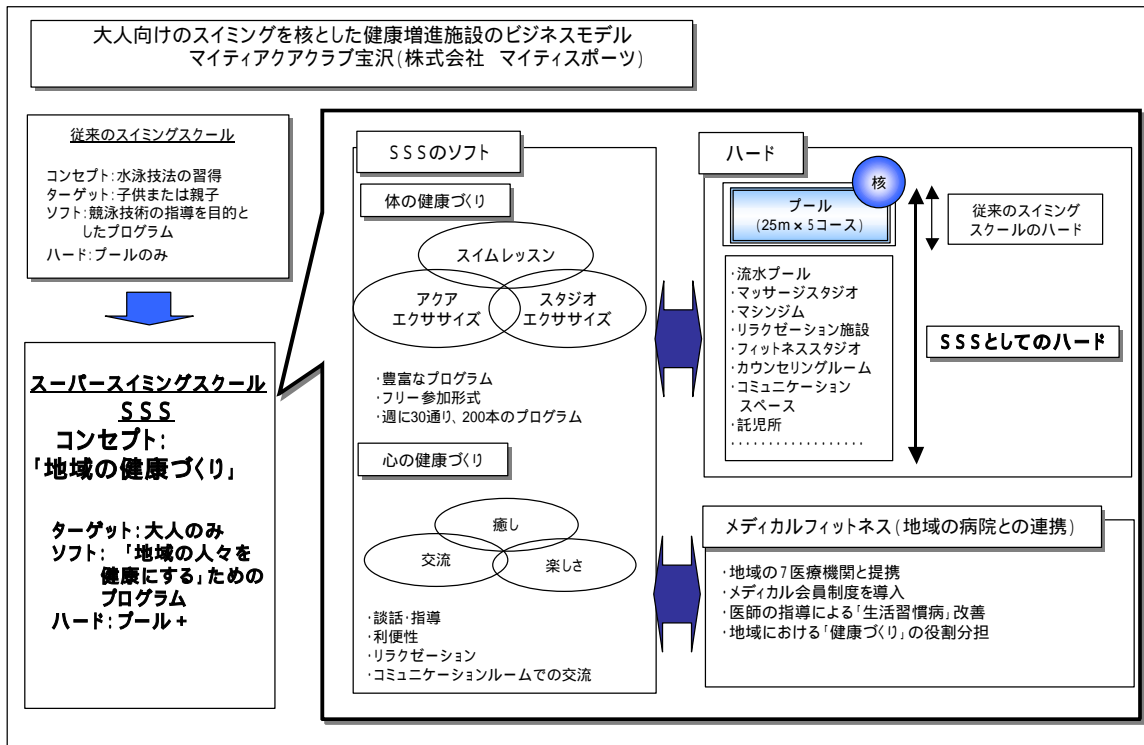 大人向けのスイミングを核とした健康増進施設のビジネスモデル
マイティアクアクラブ宝沢(株式会社　マイティスポーツ)
従来のスイミングスクール
コンセプト:水泳技法の習得
ターゲット:子供または親子
ソフト:競泳技術の指導を目的と
したプログラム
ハード:プールのみ
スーパースイミングスクール
ＳＳＳ
コンセプト:
「地域の健康づくり」
ターゲット:大人のみ
ソフト:　「地域の人々を
健康にする」ための
プログラム
ハード:プール＋
ＳＳＳのソフト
体の健康づくり
スイムレッスン
アクア
エクササイズ
スタジオ
エクササイズ
・豊富なプログラム
・フリー参加形式
・週に30通り、200本のプログラム
心の健康づくり
癒し
交流
楽しさ
・談話・指導
・利便性
・リラクゼーション
・コミュニケーションルームでの交流
ハード
核
プール
(25m×5コース)
従来のスイミング
スクールのハード
・流水プール
・マッサージスタジオ
・マシンジム
・リラクゼーション施設
・フィットネススタジオ
・カウンセリングルーム
・コミュニケーション
スペース
・託児所
・・・・・・・・・・・・・・・・・・
ＳＳＳとしてのハード
メディカルフィットネス(地域の病院との連携)
・地域の7医療機関と提携
・メディカル会員制度を導入
・医師の指導による「生活習慣病」改善
・地域における「健康づくり」の役割分担